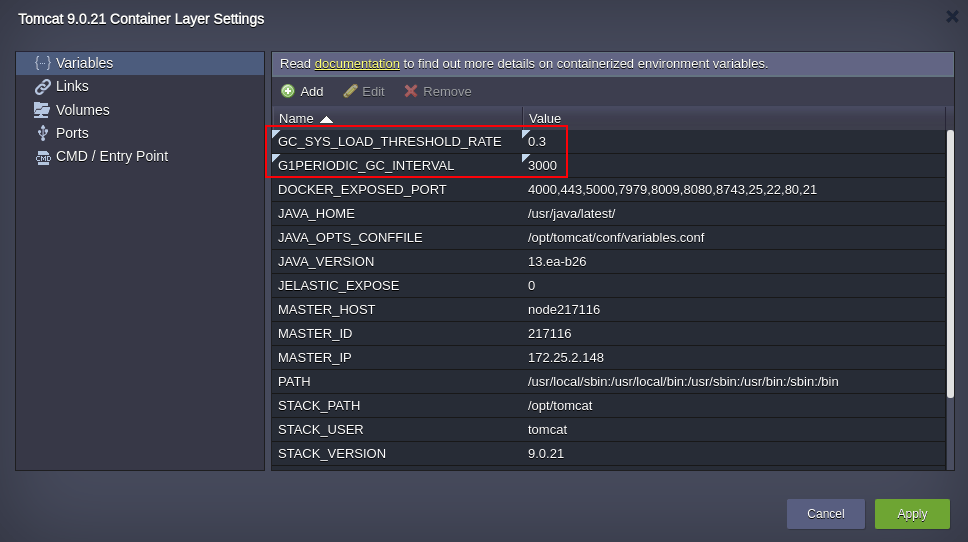 Tomcat 9.0.21 Container Layer Settings
Variables
Links
Volumes
Ports
CMD CMD / Entry Point
Read documentation to find out more details on containerized environment variables.
Add Edit Remove
Name Value
GC_SYS_LOAD_THRESHOLD_RATE 0.3
G1PERIODIC_GC_INTERVAL 3000
DOCKER_EXPOSED_PORT 4000,443,5000,7979,8009,8080,8743,25,22,80,21
JAVA_HOME /usr/java/latest/
JAVA_OPTS_CONFFILE /opt/tomcat/conf/variables.conf
JAVA_VERSION 13.ea-b26
JELASTIC_EXPOSE 0
MASTER_HOST node217116
MASTER_ID 217116
MASTER_IP 172.25.2.148
PATH /usr/local/sbin:/usr/local/bin:/usr/sbin:/usr/bin:/sbin:/bin
STACK_PATH /opt/tomcat
STACK_USER tomcat
STACK_VERSION 9.0.21
Cancel Apply